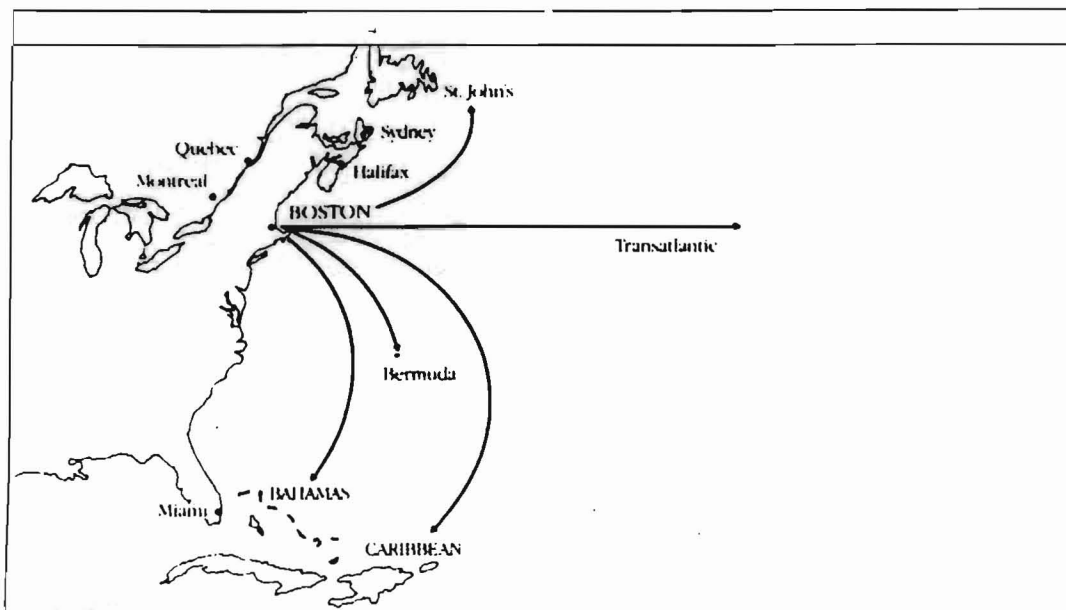 St. John's
Sydney
Quebec
Halifax
Montreal
BOSTON
Transatlantic
Bermuda
BAHAMAS
Miami
CARIBBEAN